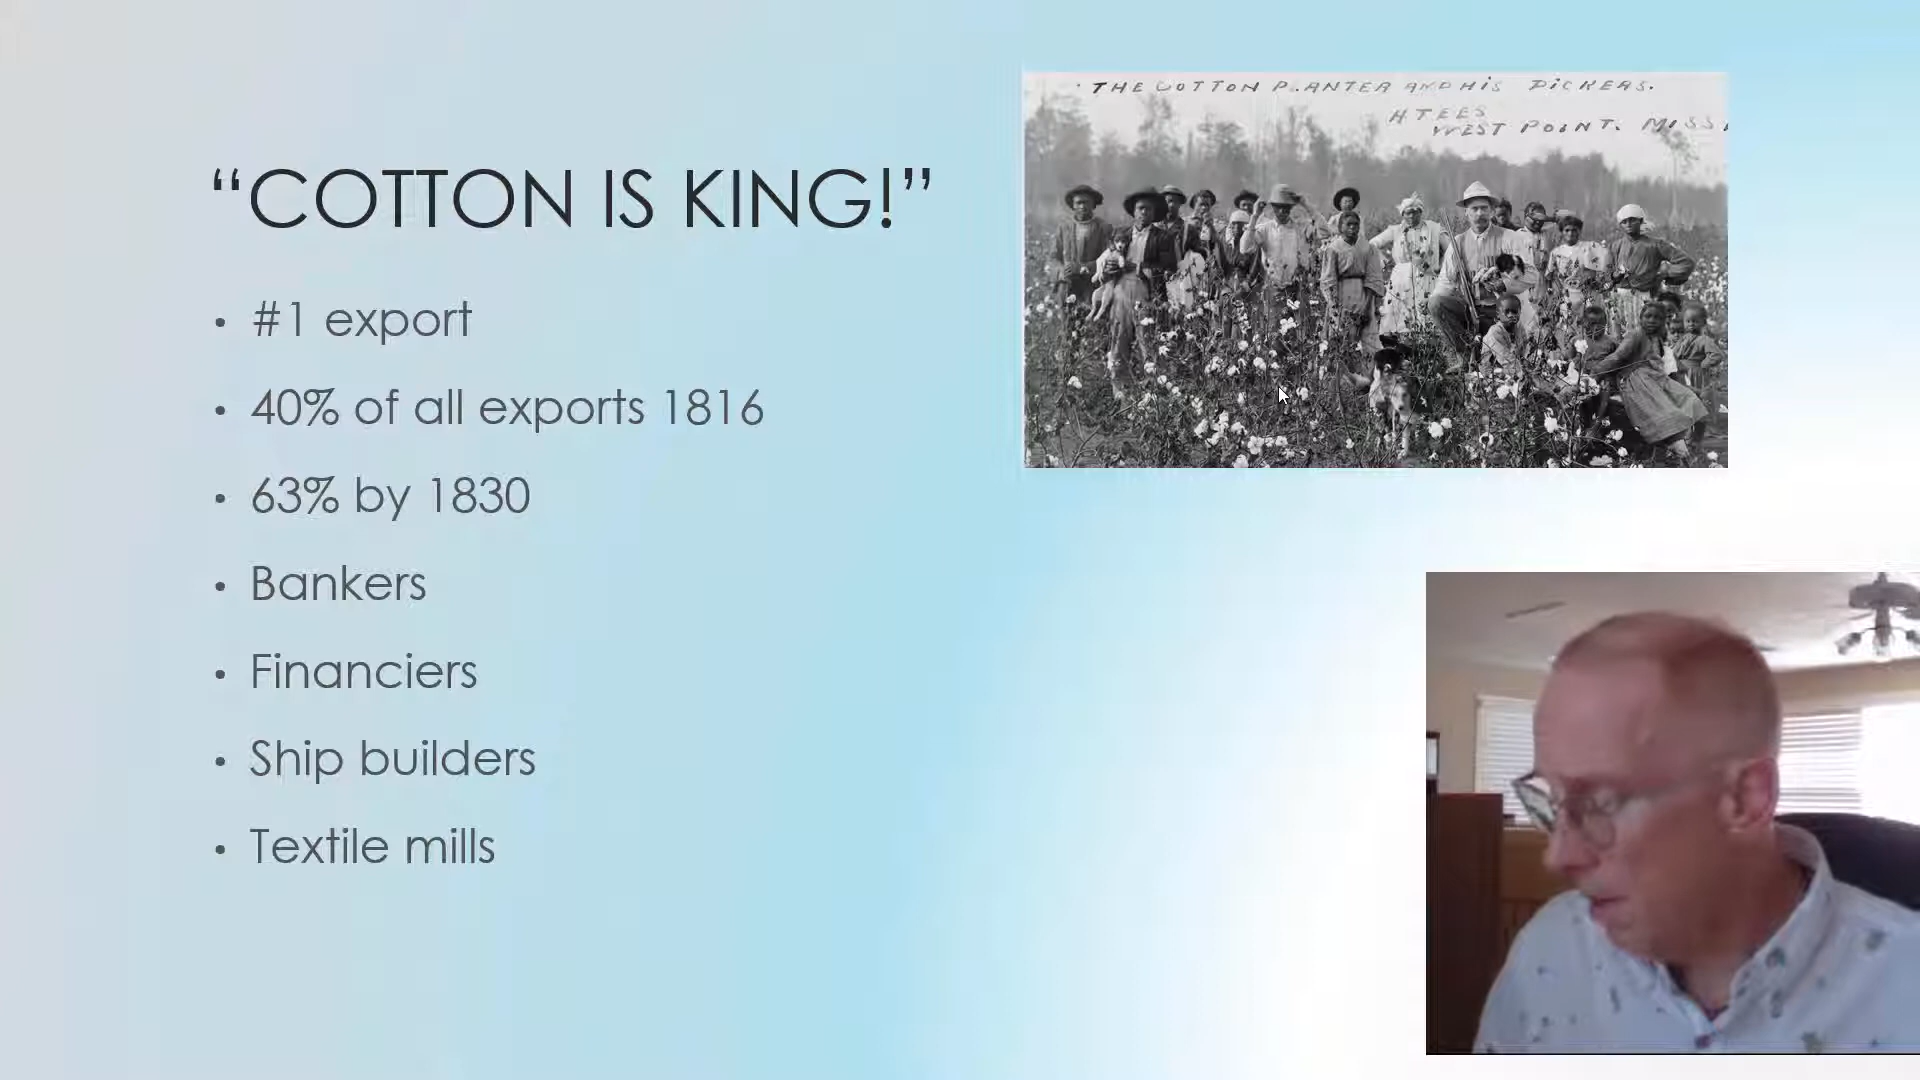 “COTTON IS KING!”
• #1 export
• 40% of all exports 1816
• 63% by 1830
• Bankers
• Financiers
• Ship builders
• Textile mills
THE COTTON PLANTER AND HIS PICKERS.
H TEES
WEST POINT. MISS